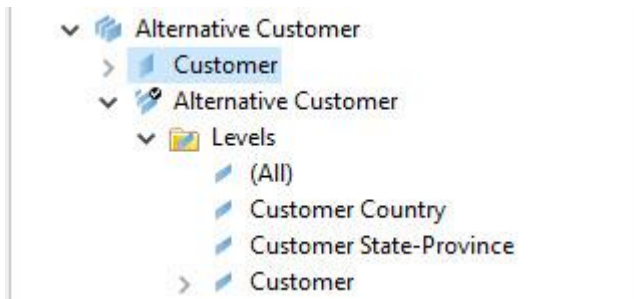 Alternative Customer
Customer
Alternative Customer
Levels
(All)
Customer Country
Customer State-Province
Customer